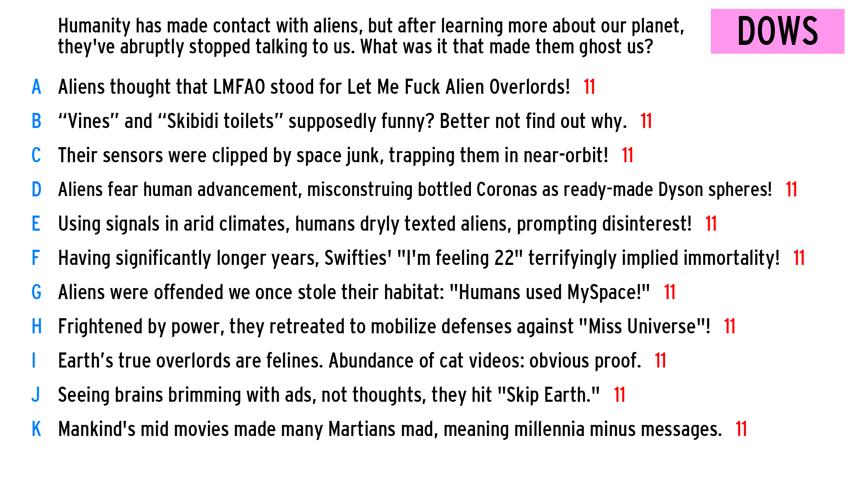 Humanity has made contact with aliens, but after learning more about our planet,
they've abruptly stopped talking to us. What was it that made them ghost us?
DOWS
A Aliens thought that LMFAO stood for Let Me Fuck Alien Overlords! 11
B “Vines” and “Skibidi toilets” supposedly funny? Better not find out why. 11
C Their sensors were clipped by space junk, trapping them in near-orbit! 11
D Aliens fear human advancement, misconstruing bottled Coronas as ready-made Dyson spheres! 11
E Using signals in arid climates, humans dryly texted aliens, prompting disinterest! 11
F Having significantly longer years, Swifties' "I'm feeling 22" terrifyingly implied immortality! 11
G Aliens were offended we once stole their habitat: "Humans used MySpace!" 11
H Frightened by power, they retreated to mobilize defenses against "Miss Universe"! 11
I Earth’s true overlords are felines. Abundance of cat videos: obvious proof. 11
J Seeing brains brimming with ads, not thoughts, they hit "Skip Earth." 11
K Mankind's mid movies made many Martians mad, meaning millennia minus messages. 11